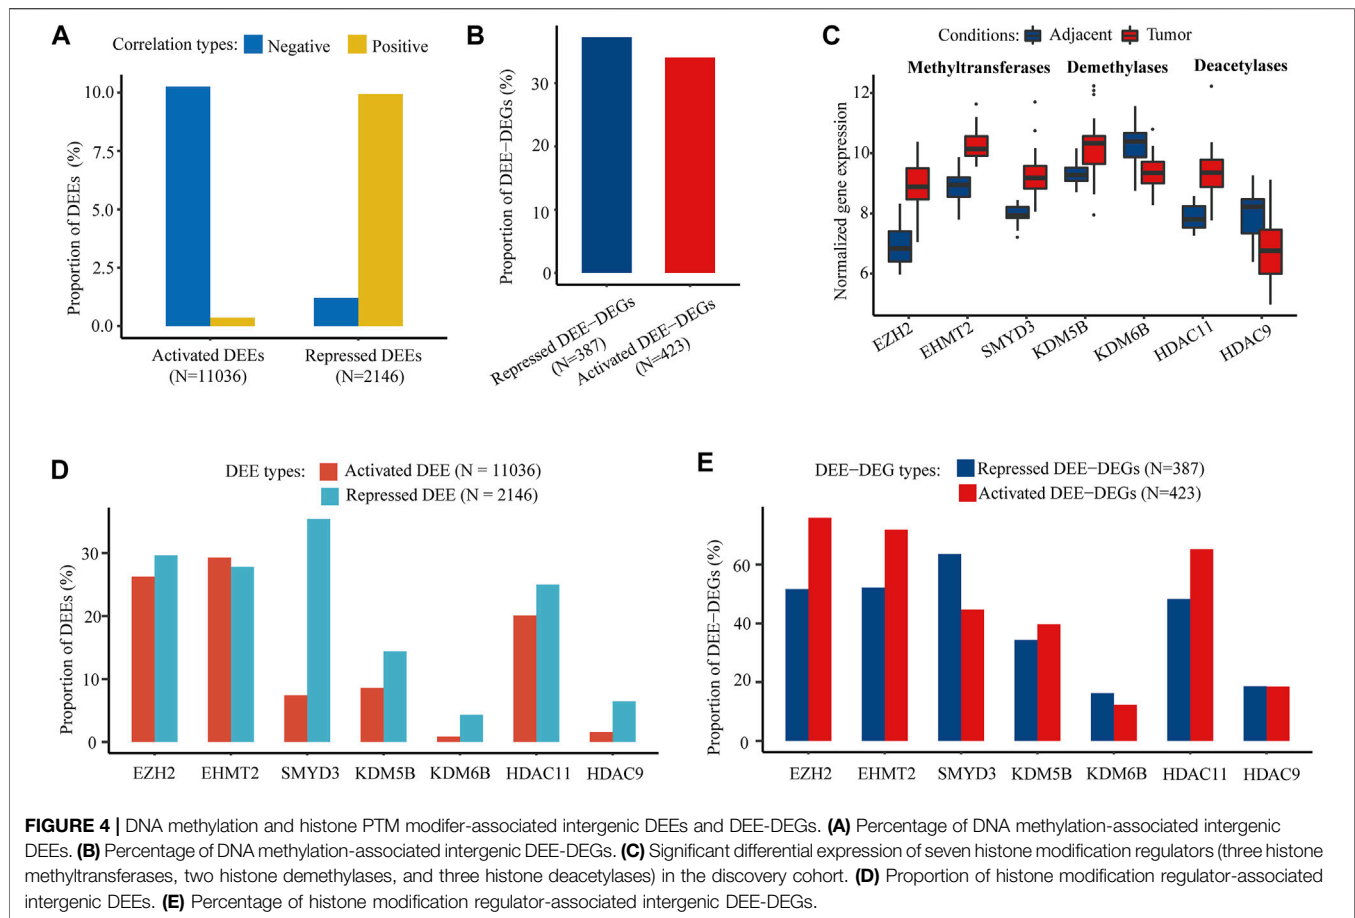 A
Correlation types: Negative Positive
Proportion of DEEs (%)
10.0
7.5
5.0
2.5
0.0
Activated DEEs
(N=11036)
Repressed DEEs
(N=2146)
B
Proportion of DEE−DEGs (%)
30
20
10
0
Repressed DEE−DEGs
(N=387)
Activated DEE−DEGs
(N=423)
C
Conditions: Adjacent Tumor
Methyltransferases Demethylases Deacetylases
Normalized gene expression
12
10
8
6
EZH2 EHMT2 SMYD3 KDM5B KDM6B HDAC11 HDAC9
D
DEE types: Activated DEE (N = 11036)
Repressed DEE (N = 2146)
Proportion of DEEs (%)
30
20
10
0
EZH2 EHMT2 SMYD3 KDM5B KDM6B HDAC11 HDAC9
E
DEE−DEG types: Repressed DEE−DEGs (N=387)
Activated DEE−DEGs (N=423)
Proportion of DEE−DEGs (%)
60
40
20
0
EZH2 EHMT2 SMYD3 KDM5B KDM6B HDAC11 HDAC9
FIGURE 4 | DNA methylation and histone PTM modifer-associated intergenic DEEs and DEE-DEGs. (A) Percentage of DNA methylation-associated intergenic
DEEs. (B) Percentage of DNA methylation-associated intergenic DEE-DEGs. (C) Significant differential expression of seven histone modification regulators (three histone
methyltransferases, two histone demethylases, and three histone deacetylases) in the discovery cohort. (D) Proportion of histone modification regulator-associated
intergenic DEEs. (E) Percentage of histone modification regulator-associated intergenic DEE-DEGs.